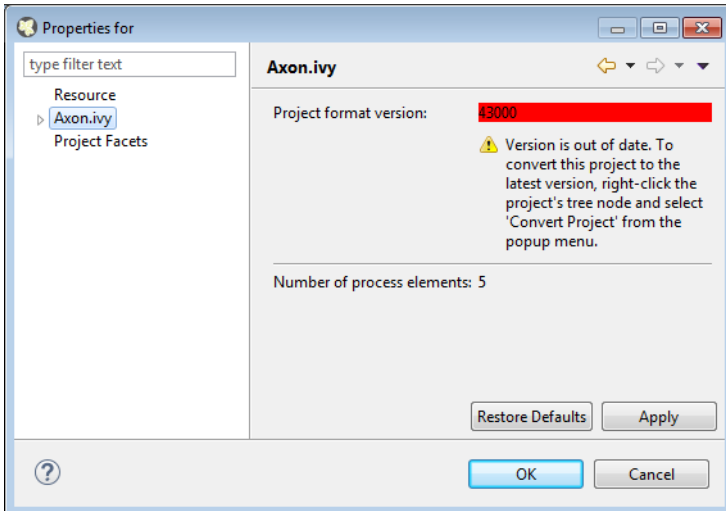 Properties for
type filter text
Resource
Axon.ivy
Project Facets
Axon.ivy
Project format version: 43000
Version is out of date. To
convert this project to the
latest version, right-click the
project's tree node and select
'Convert Project' from the
popup menu.
Number of process elements: 5
Restore Defaults Apply
OK Cancel